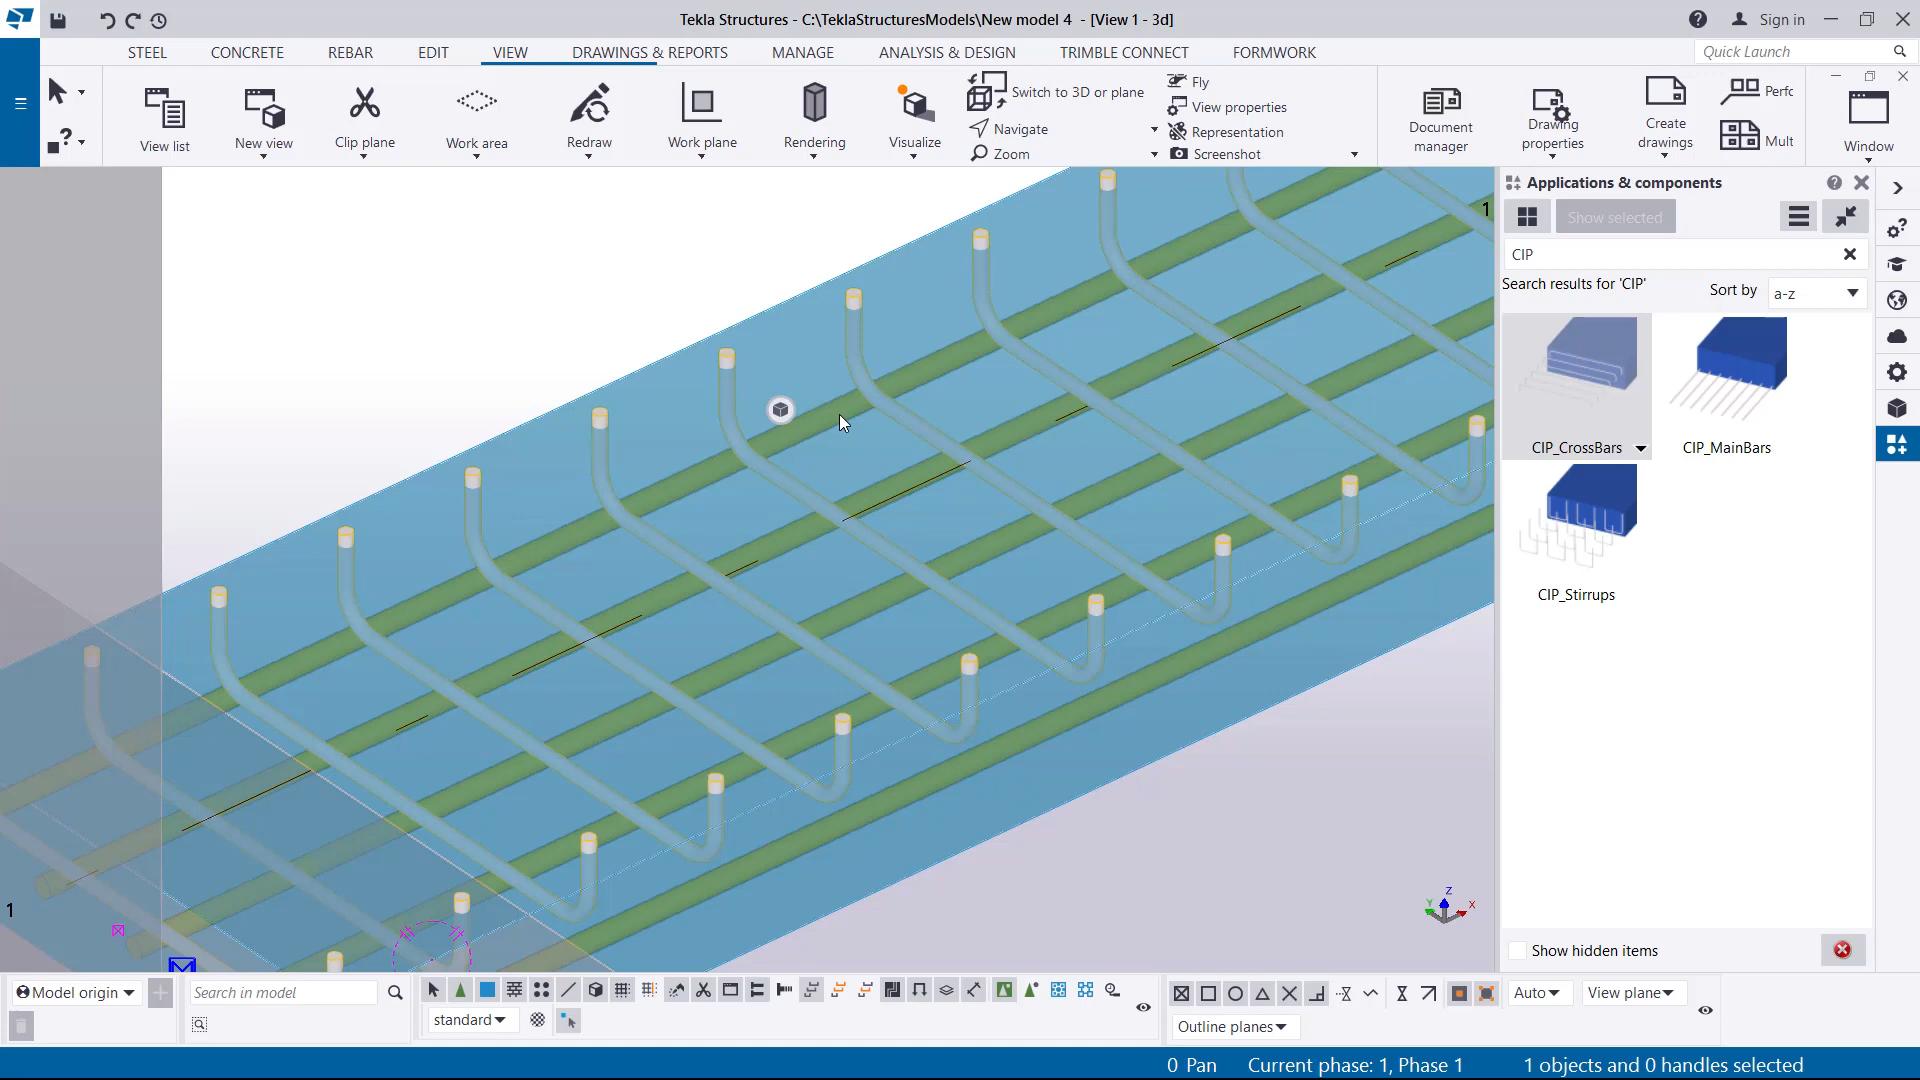 Tekla Structures - C:\TeklaStructuresModels\New model 4 - [View 1 - 3d]
Sign in
STEEL CONCRETE REBAR EDIT VIEW DRAWINGS & REPORTS MANAGE ANALYSIS & DESIGN TRIMBLE CONNECT FORMWORK
Quick Launch
View list
New view
Clip plane
Work area
Redraw
Work plane
Rendering
Visualize
Switch to 3D or plane
Navigate
Zoom
Fly
View properties
Representation
Screenshot
Document manager
Drawing properties
Create drawings
Perfc
Mult
Window
Applications & components
Show selected
CIP
Search results for 'CIP'
Sort by
a-z
CIP_CrossBars
CIP_MainBars
CIP_Stirrups
1
1
Z
Y
X
Show hidden items
Model origin
Search in model
standard
Auto
View plane
Outline planes
0 Pan
Current phase: 1, Phase 1
1 objects and 0 handles selected